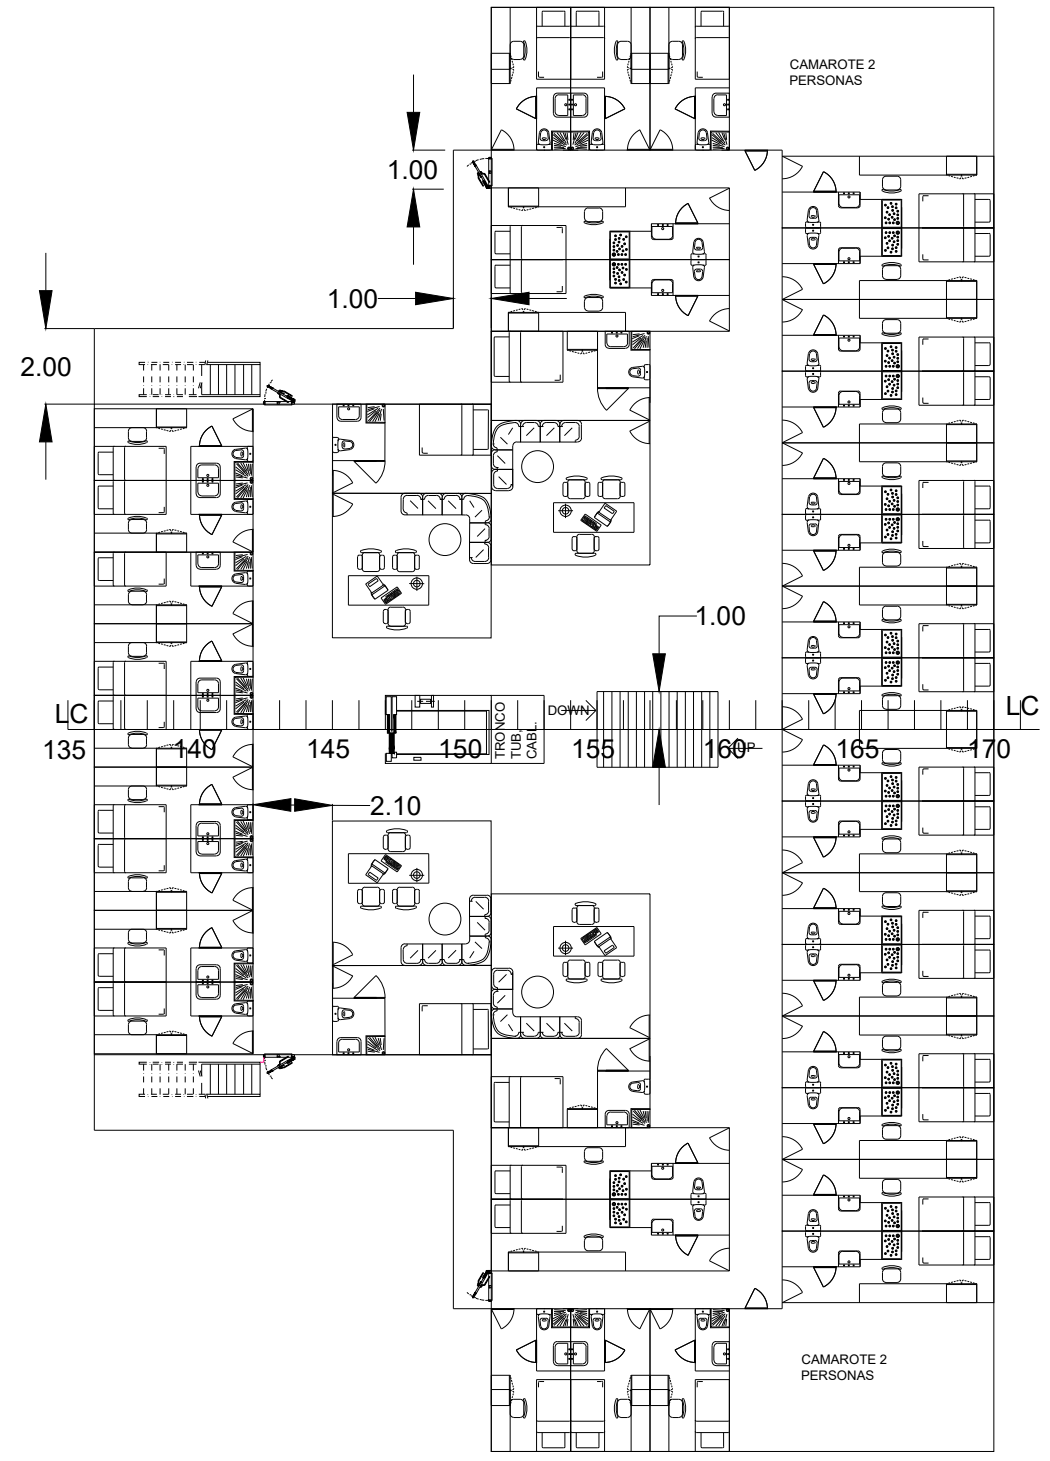 CAMAROTE 2
PERSONAS
1.00
1.00
2.00
1.00
LC
DOWN
TRONCO
TUB.
CABL.
LC
135
140
145
150
155
160
UP
165
170
2.10
CAMAROTE 2
PERSONAS